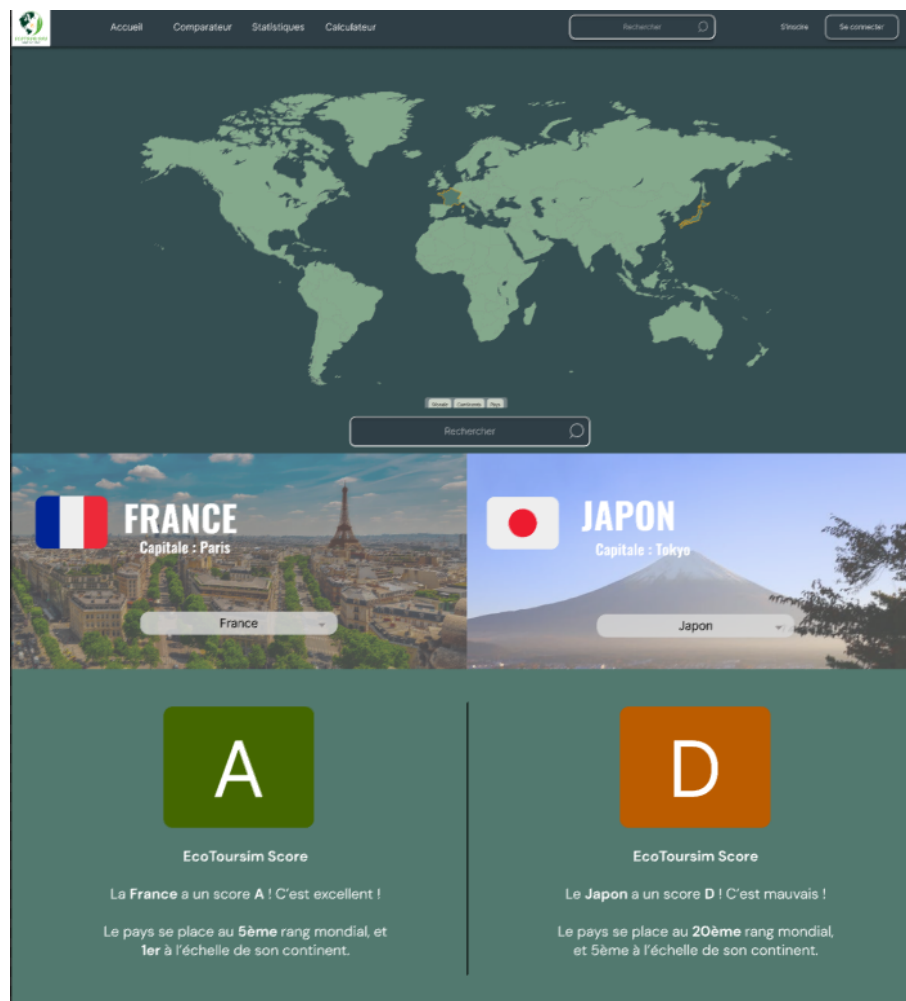 Accueil
Comparateur
Statistiques
Calculateur
Rechercher
S'inscrire
Se connecter
Monde
Continents
Pays
Rechercher
FRANCE
Capitale : Paris
France
JAPON
Capitale : Tokyo
Japon
A
EcoToursim Score
La France a un score A ! C'est excellent !
Le pays se place au 5ème rang mondial, et
1er à l'échelle de son continent.
D
EcoToursim Score
Le Japon a un score D ! C'est mauvais !
Le pays se place au 20ème rang mondial,
et 5ème à l'échelle de son continent.